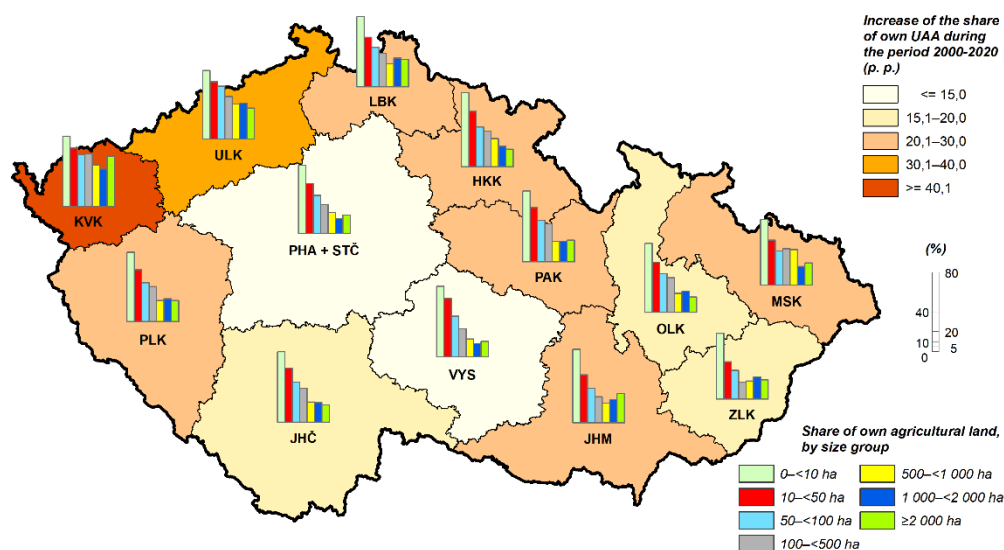 Increase of the share
of own UAA during
the period 2000-2020
(p. p.)
<= 15,0
15,1–20,0
20,1–30,0
30,1–40,0
>= 40,1
LBK
ULK
HKK
KVK
PHA + STČ
PAK
MSK
OLK
PLK
VYS
ZLK
JHČ
JHM
(%)
80
40
20
10
5
0
Share of own agricultural land,
by size group
0–<10 ha
500–<1 000 ha
10–<50 ha
1 000–<2 000 ha
50–<100 ha
≥2 000 ha
100–<500 ha